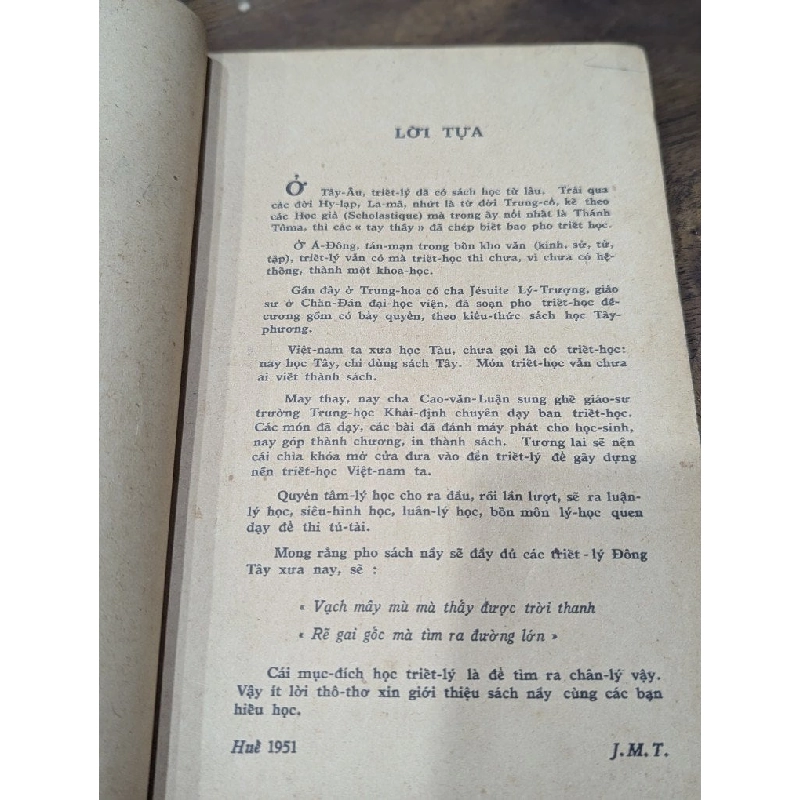 LỜI TỰA
Ở Tây-Âu, triết-lý đã có sách học từ lâu. Trải qua
các đời Hy-lạp, La-mã, nhứt là từ đời Trung-cổ, kể theo
các Học giả (Scholastique) mà trong ấy nổi nhất là Thánh
Tôma, thì các « tay thầy » đã chép biết bao pho triết học.
Ở Á-Đông, tản-mạn trong bốn kho văn (kinh, sử, tử,
tập), triết-lý vẫn có mà triết-học thì chưa, vì chưa có hệ-
thống, thành một khoa-học.
Gần đây ở Trung-hoa có cha Jésuite Lý-Trượng, giáo
sư ở Chấn-Đán đại-học viện, đã soạn pho triết-học đề-
cương gồm có bảy quyển, theo kiểu-thức sách học Tây-
phương.
Việt-nam ta xưa học Tàu, chưa gọi là có triết-học;
nay học Tây, chỉ dùng sách Tây. Món triết-học vẫn chưa
ai viết thành sách.
May thay, nay cha Cao-văn-Luận sung ghế giáo-sư
trường Trung-học Khải-định chuyên dạy ban triết-học.
Các món đã dạy, các bài đã đánh máy phát cho học-sinh,
nay góp thành chương, in thành sách. Tương lai sẽ nên
cái chìa khóa mở cửa đưa vào đến triết-lý để gây dựng
nền triết-học Việt-nam ta.
Quyển tâm-lý học cho ra đầu, rồi lần lượt, sẽ ra luận-
lý học, siêu-hình học, luân-lý học, bốn môn lý-học quen
dạy để thi tú-tài.
Mong rằng pho sách nầy sẽ đầy đủ các triết-lý Đông
Tây xưa nay, sẽ :
« Vạch mây mù mà thấy được trời thanh
« Rẽ gai gốc mà tìm ra đường lớn »
Cái mục-đích học triết-lý là để tìm ra chân-lý vậy.
Vậy ít lời thô-thơ xin giới thiệu sách nầy cùng các bạn
hiếu học.
Huế 1951 J.M.T.